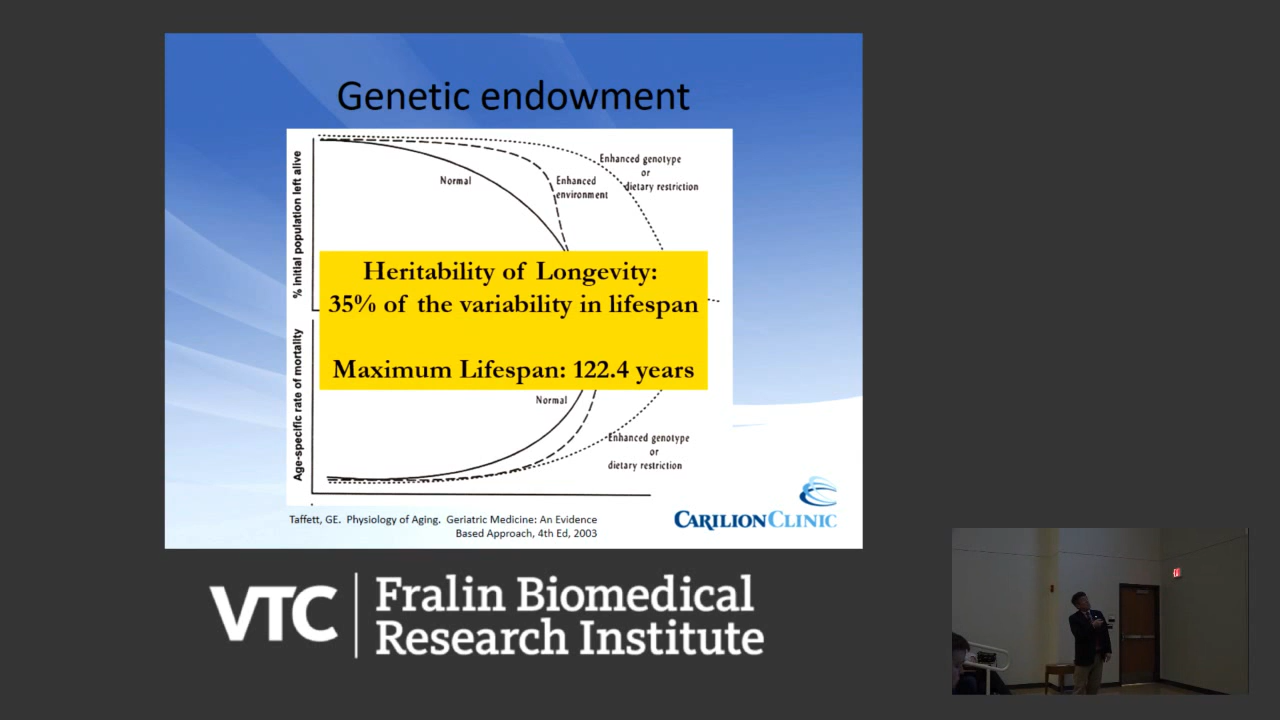 Genetic endowment
% initial population left alive
Normal
Enhanced
environment
Enhanced genotype
or
dietary restriction
Heritability of Longevity:
35% of the variability in lifespan
Maximum Lifespan: 122.4 years
Age-specific rate of mortality
Normal
Enhanced genotype
or
dietary restriction
Taffett, GE. Physiology of Aging. Geriatric Medicine: An Evidence
Based Approach, 4th Ed, 2003
CARILION CLINIC
VTC
Fralin Biomedical
Research Institute